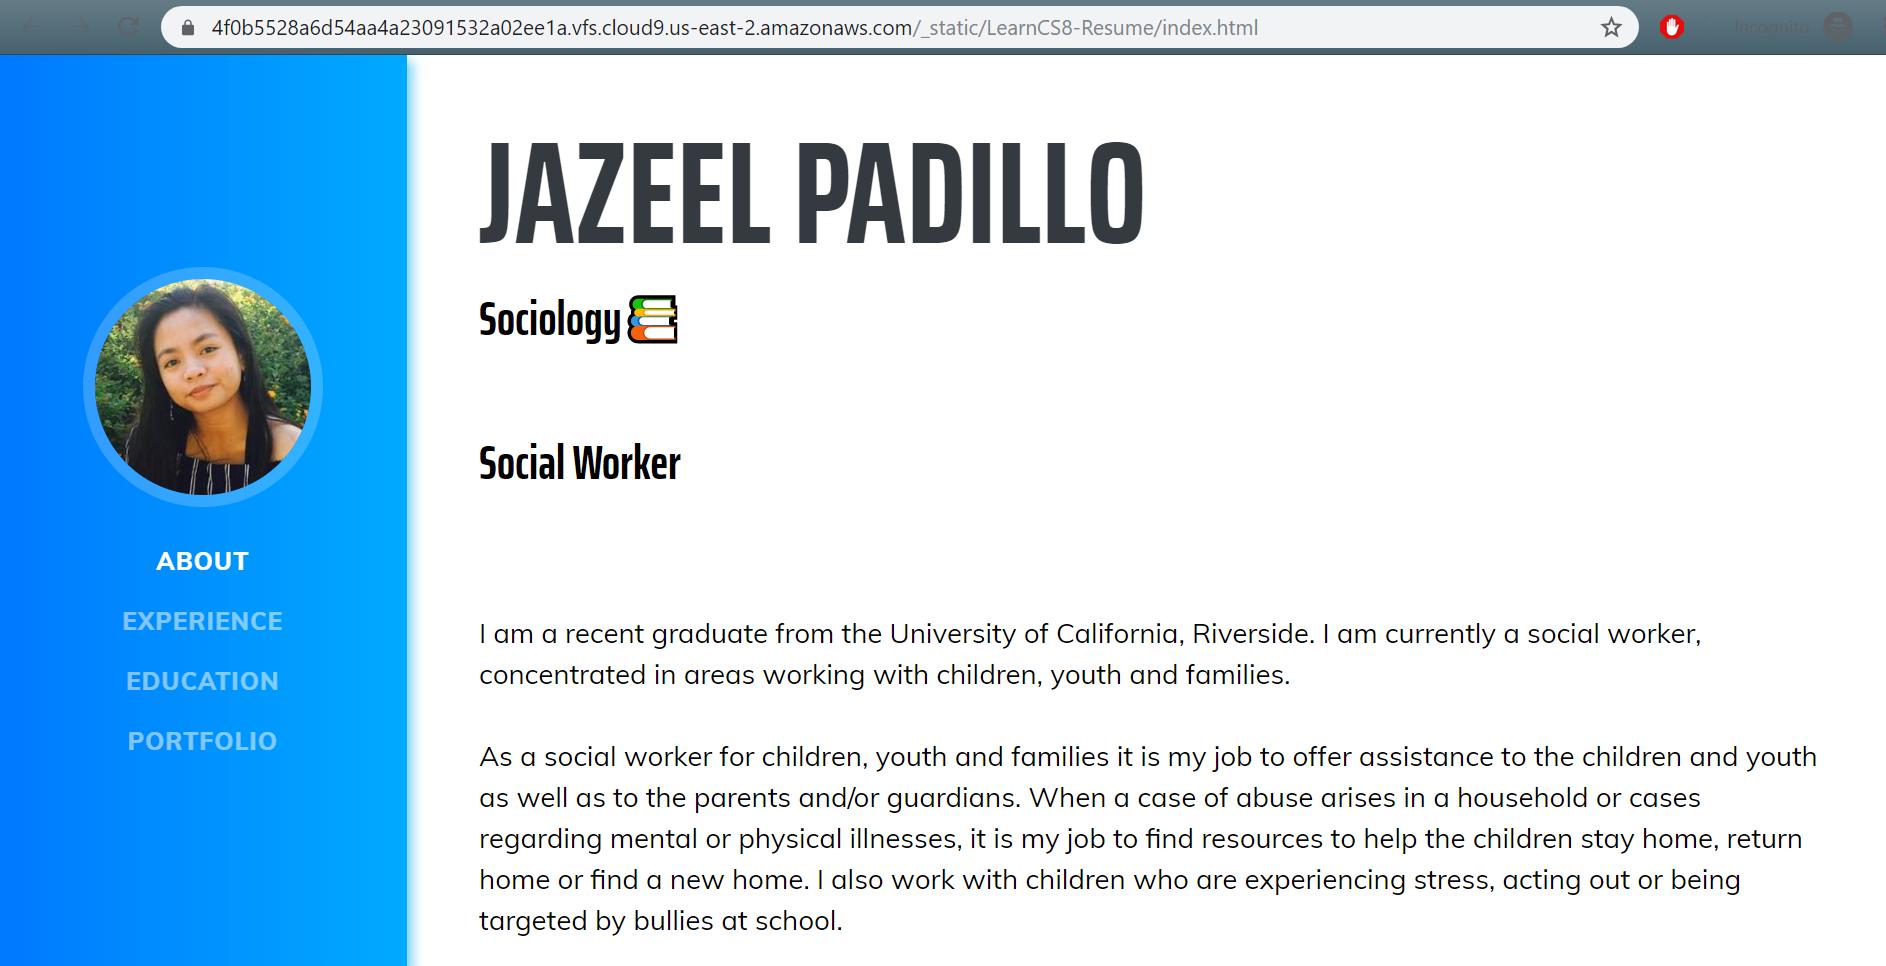 4f0b5528a6d54aa4a23091532a02ee1a.vfs.cloud9.us-east-2.amazonaws.com/_static/LearnCS8-Resume/index.html
Incognito
JAZEEL PADILLO
Sociology
Social Worker
ABOUT
EXPERIENCE
EDUCATION
PORTFOLIO
I am a recent graduate from the University of California, Riverside. I am currently a social worker,
concentrated in areas working with children, youth and families.
As a social worker for children, youth and families it is my job to offer assistance to the children and youth
as well as to the parents and/or guardians. When a case of abuse arises in a household or cases
regarding mental or physical illnesses, it is my job to find resources to help the children stay home, return
home or find a new home. I also work with children who are experiencing stress, acting out or being
targeted by bullies at school.